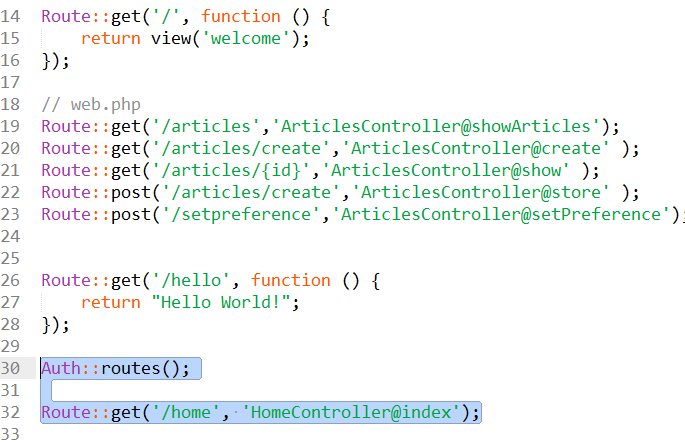 14 Route::get('/', function () {
15     return view('welcome');
16 });
17
18 // web.php
19 Route::get('/articles','ArticlesController@showArticles');
20 Route::get('/articles/create','ArticlesController@create' );
21 Route::get('/articles/{id}','ArticlesController@show' );
22 Route::post('/articles/create','ArticlesController@store' );
23 Route::post('/setpreference','ArticlesController@setPreference');
24
25
26 Route::get('/hello', function () {
27     return "Hello World!";
28 });
29
30 Auth::routes();
31
32 Route::get('/home', 'HomeController@index');
33